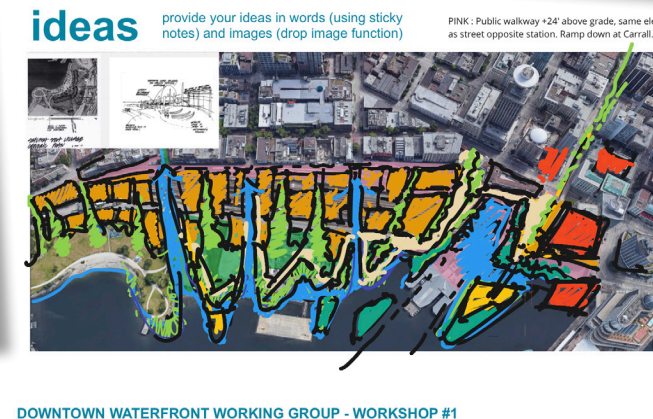 ideas
provide your ideas in words (using sticky
notes) and images (drop image function)
PINK : Public walkway +24' above grade, same ele
as street opposite station. Ramp down at Carrall.
DOWNTOWN WATERFRONT WORKING GROUP - WORKSHOP #1